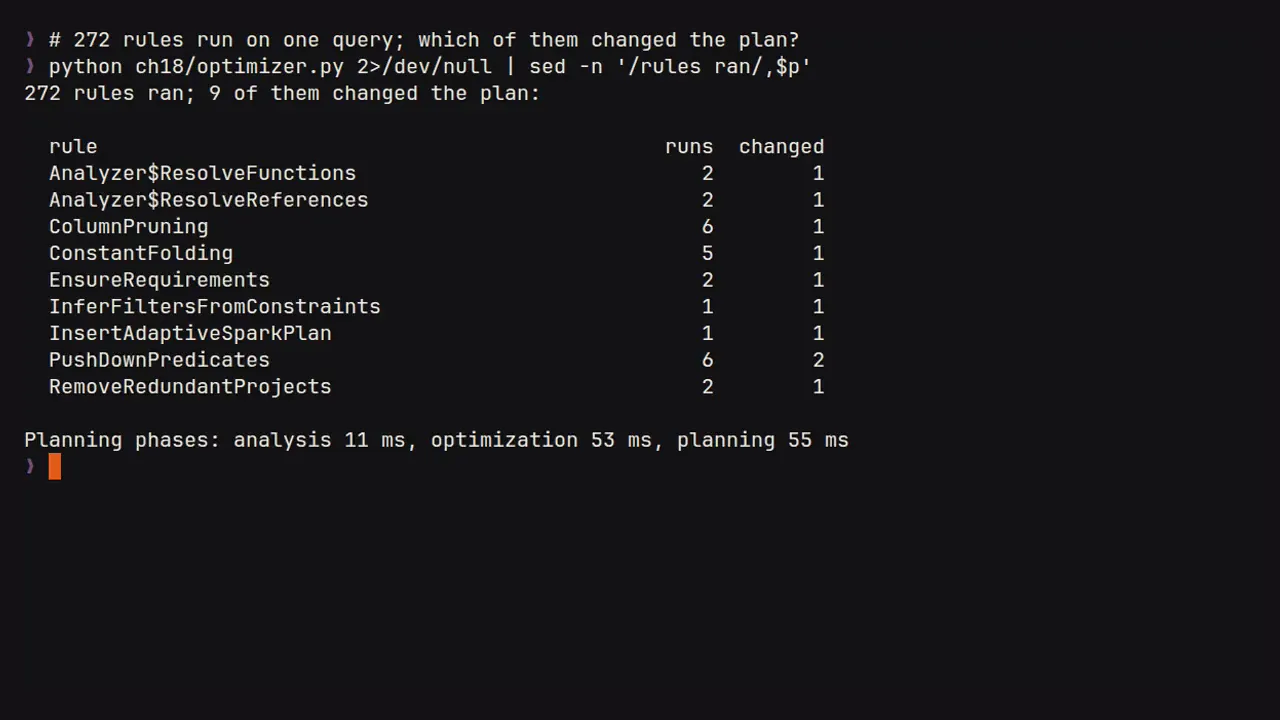 ❯ # 272 rules run on one query; which of them changed the plan?
❯ python ch18/optimizer.py 2>/dev/null | sed -n '/rules ran/,$p'
272 rules ran; 9 of them changed the plan:
rule runs changed
Analyzer$ResolveFunctions 2 1
Analyzer$ResolveReferences 2 1
ColumnPruning 6 1
ConstantFolding 5 1
EnsureRequirements 2 1
InferFiltersFromConstraints 1 1
InsertAdaptiveSparkPlan 1 1
PushDownPredicates 6 2
RemoveRedundantProjects 2 1
Planning phases: analysis 11 ms, optimization 53 ms, planning 55 ms
❯